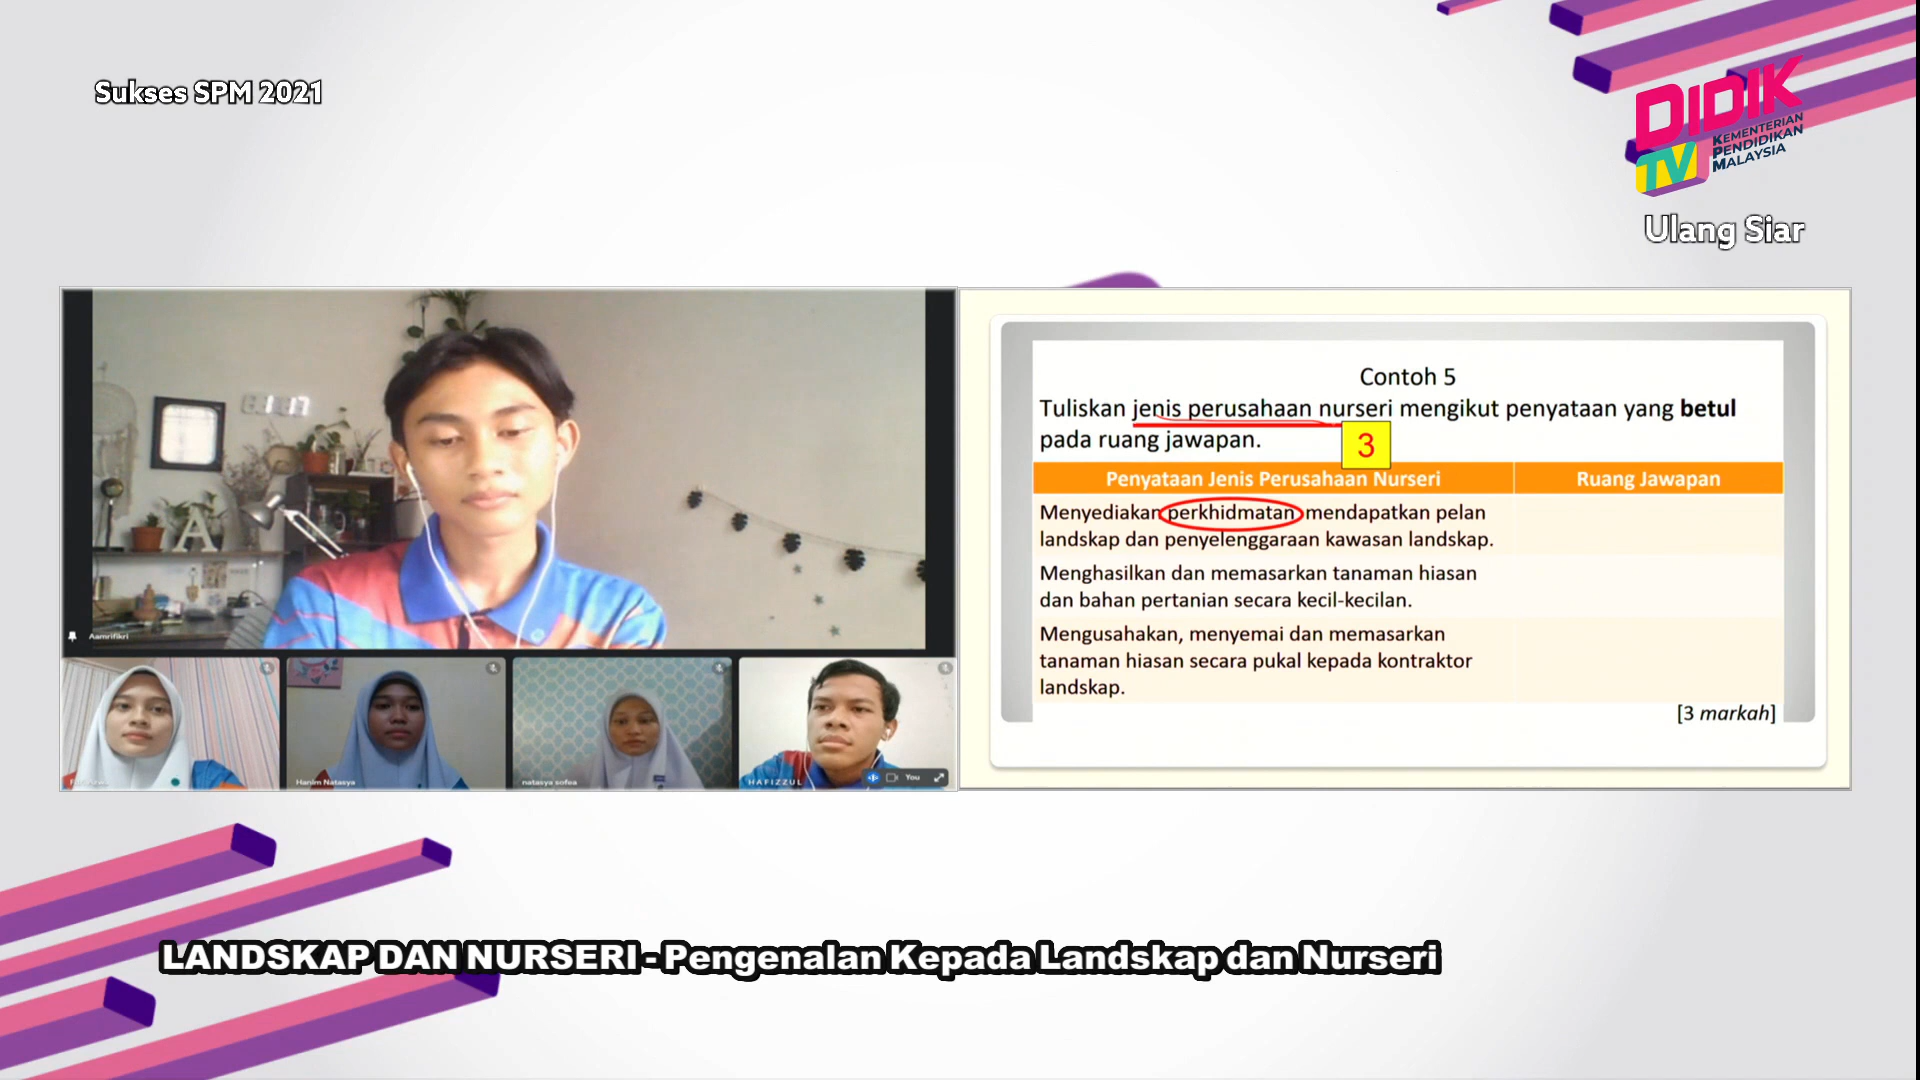 Sukses SPM 2021
DIDIK
TV
KEMENTERIAN
PENDIDIKAN
MALAYSIA
Ulang Siar
A
Aamrifikri
Hanim Natasya
natasya sofea
HAFIZZUL
You
Contoh 5
Tuliskan jenis perusahaan nurseri mengikut penyataan yang betul
pada ruang jawapan.
3
Penyataan Jenis Perusahaan Nurseri
Ruang Jawapan
Menyediakan perkhidmatan mendapatkan pelan
landskap dan penyelenggaraan kawasan landskap.
Menghasilkan dan memasarkan tanaman hiasan
dan bahan pertanian secara kecil-kecilan.
Mengusahakan, menyemai dan memasarkan
tanaman hiasan secara pukal kepada kontraktor
landskap.
[3 markah]
LANDSKAP DAN NURSERI - Pengenalan Kepada Landskap dan Nurseri